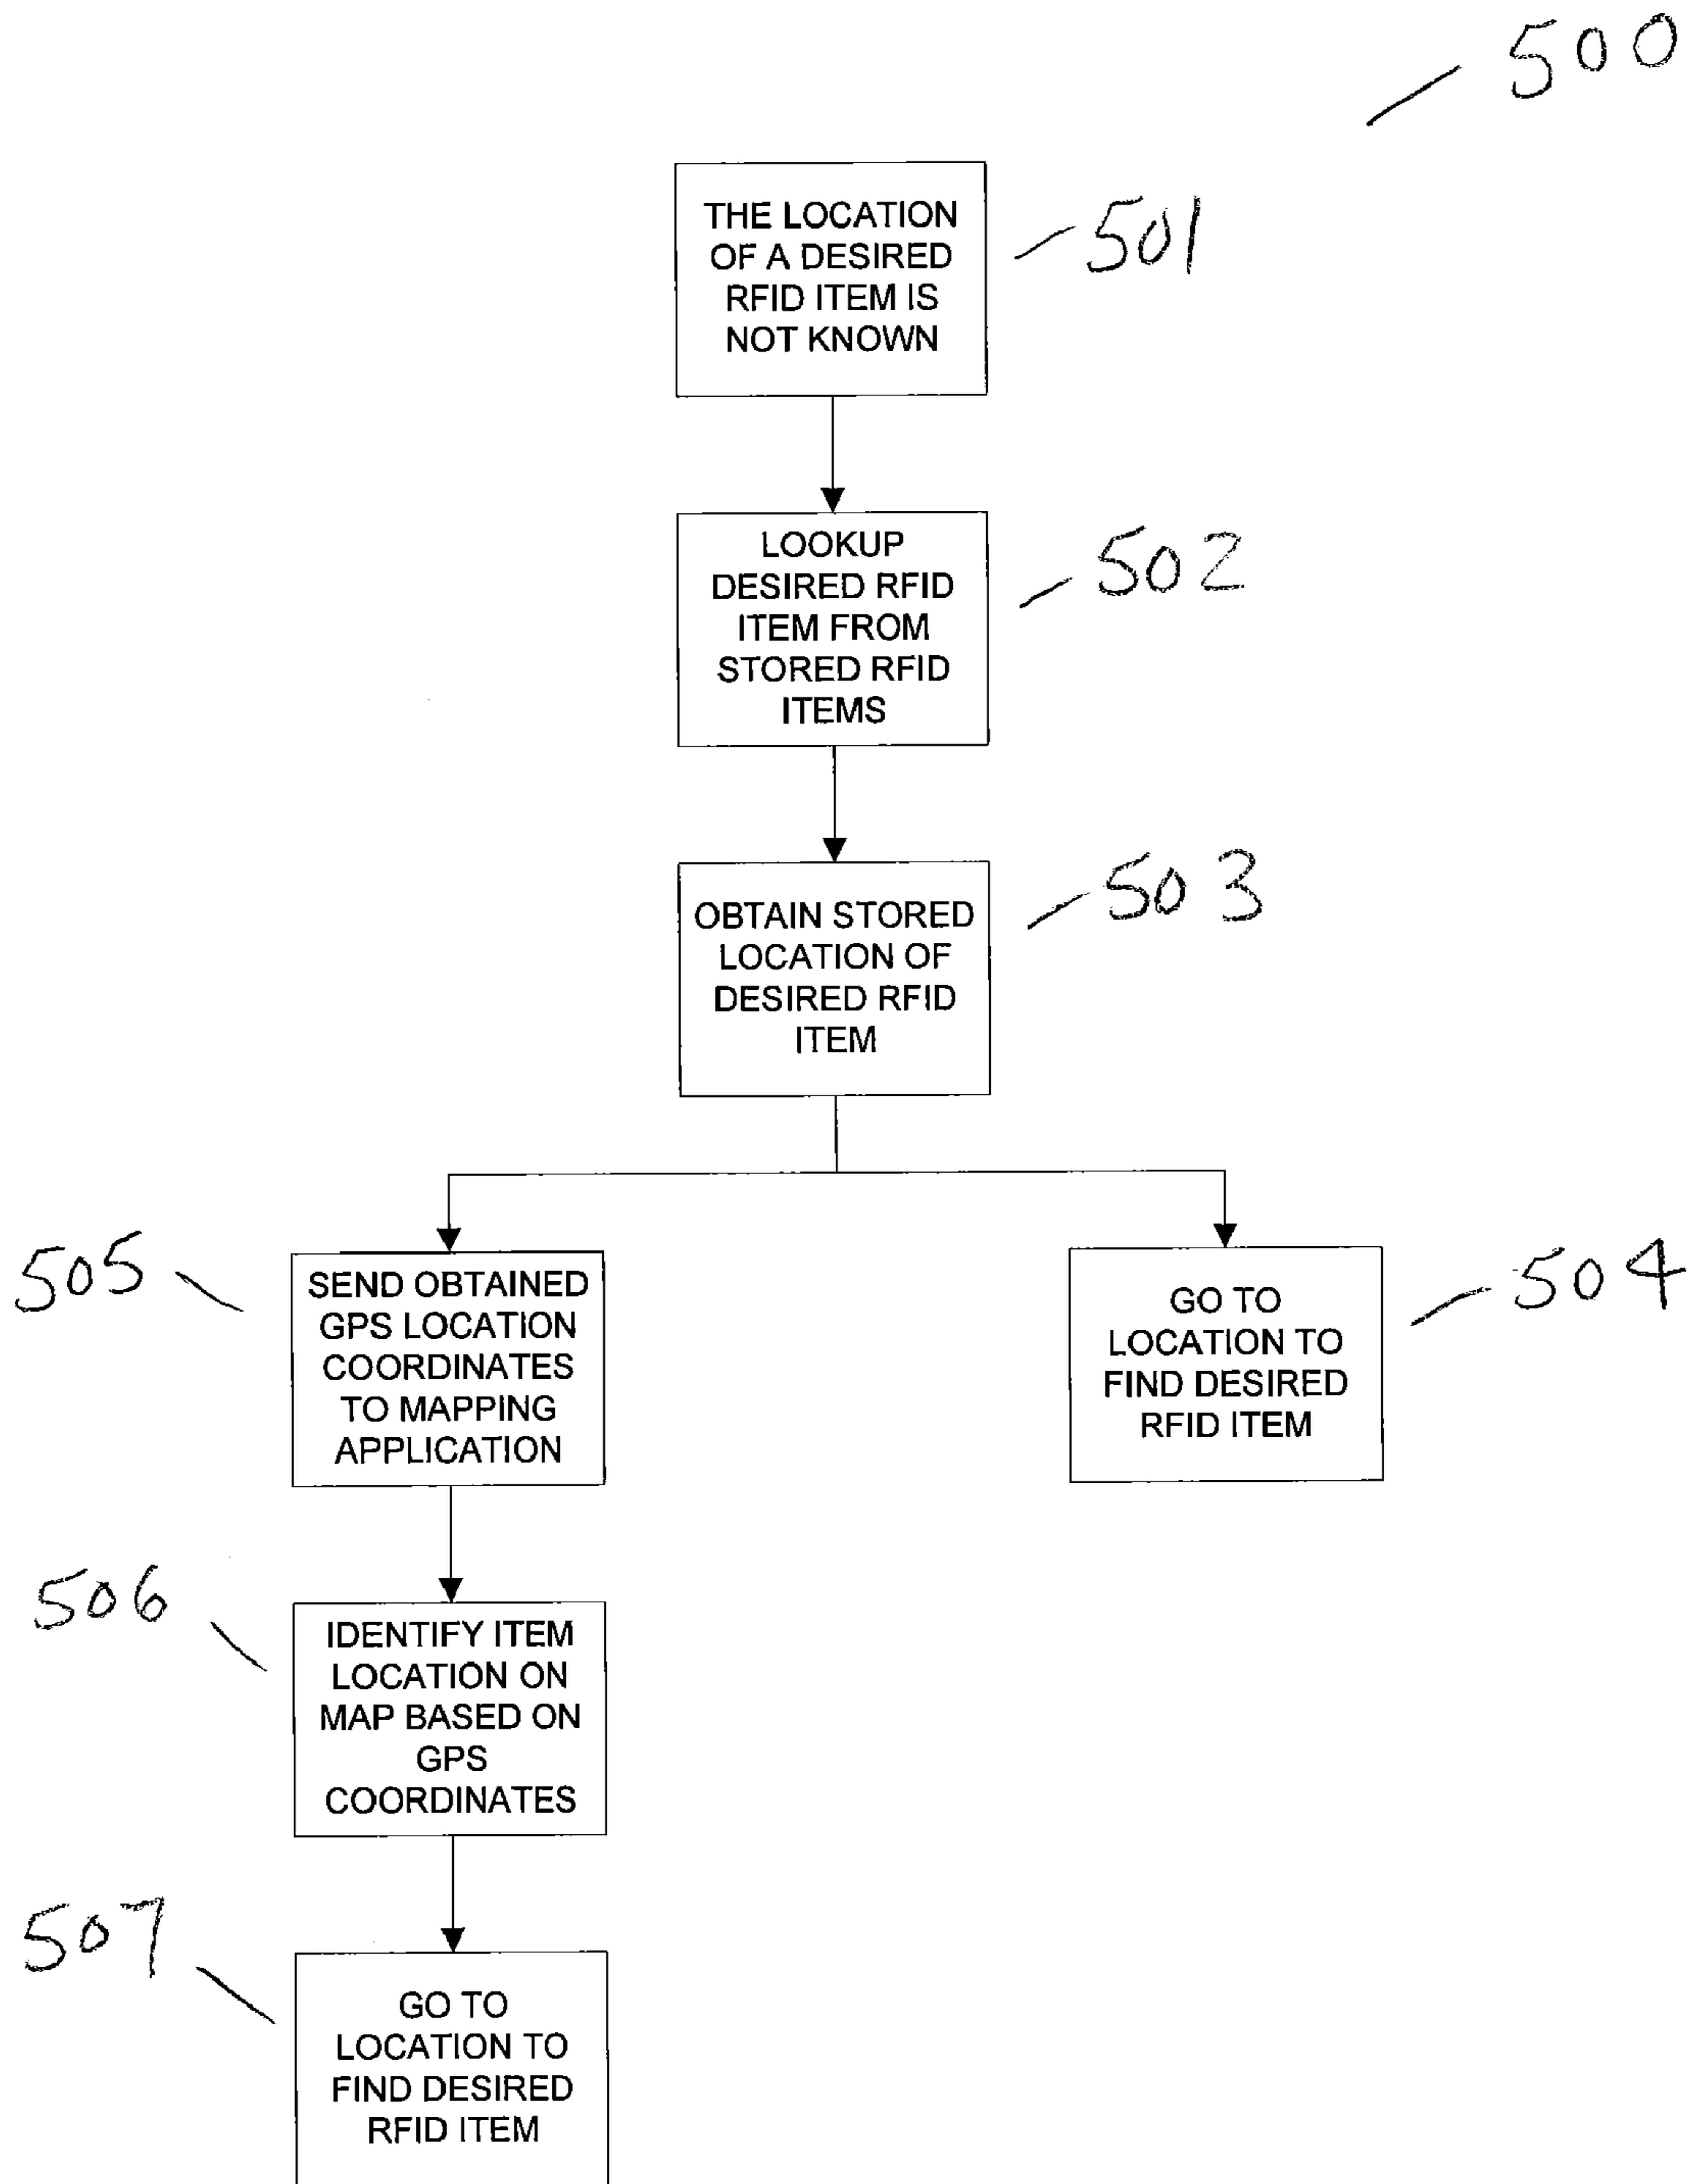 500
THE LOCATION
OF A DESIRED
RFID ITEM IS
NOT KNOWN
501
LOOKUP
DESIRED RFID
ITEM FROM
STORED RFID
ITEMS
502
OBTAIN STORED
LOCATION OF
DESIRED RFID
ITEM
503
505
SEND OBTAINED
GPS LOCATION
COORDINATES
TO MAPPING
APPLICATION
GO TO
LOCATION TO
FIND DESIRED
RFID ITEM
504
506
IDENTIFY ITEM
LOCATION ON
MAP BASED ON
GPS
COORDINATES
507
GO TO
LOCATION TO
FIND DESIRED
RFID ITEM